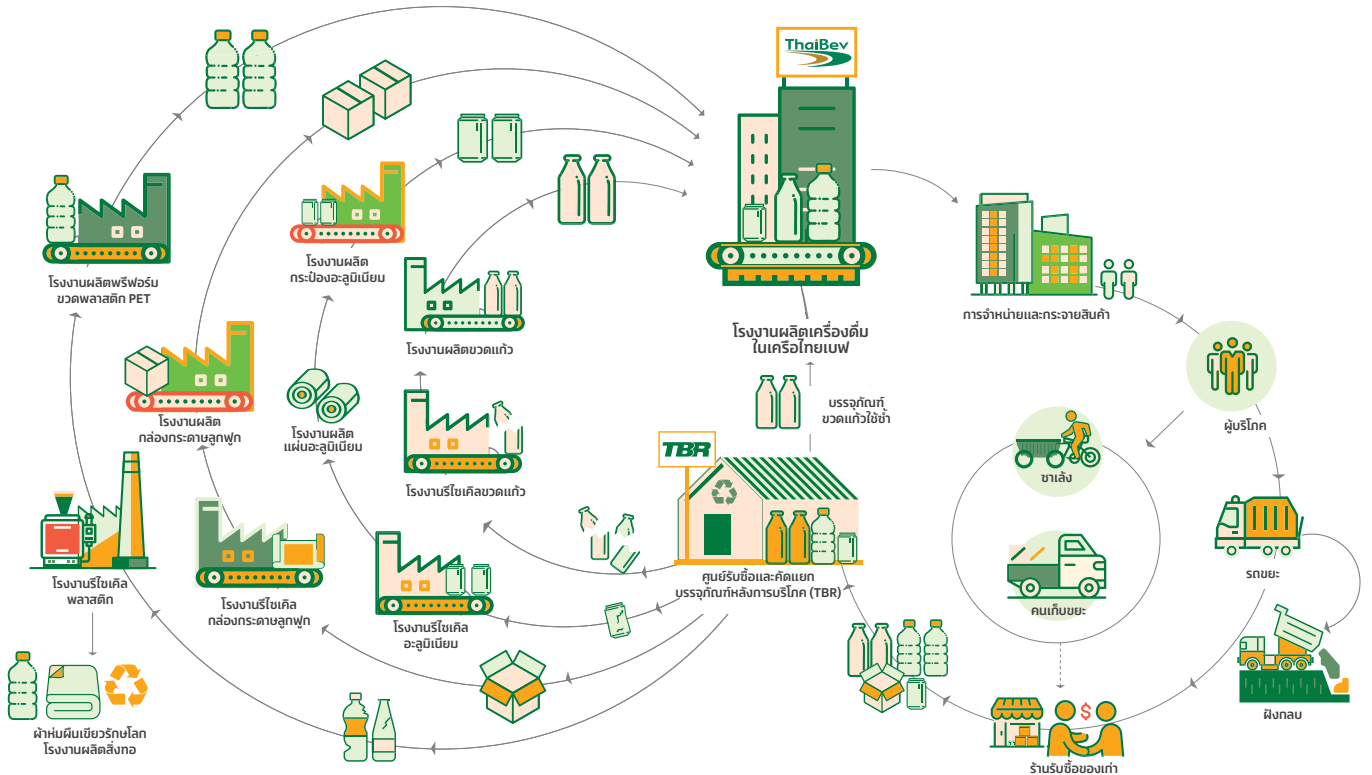 ThaiBev
โรงงานผลิตพรีฟอร์ม
ขวดพลาสติก PET
โรงงานผลิต
กระป๋องอะลูมิเนียม
โรงงานผลิตขวดแก้ว
โรงงานผลิตเครื่องดื่ม
ในเครือไทยเบฟ
การจำหน่ายและกระจายสินค้า
โรงงานผลิต
กล่องกระดาษลูกฟูก
โรงงานผลิต
แผ่นอะลูมิเนียม
บรรจุภัณฑ์
ขวดแก้วใช้ซ้ำ
ผู้บริโภค
TBR
โรงงานรีไซเคิลขวดแก้ว
ซาเล้ง
โรงงานรีไซเคิล
พลาสติก
โรงงานรีไซเคิล
กล่องกระดาษลูกฟูก
โรงงานรีไซเคิล
อะลูมิเนียม
ศูนย์รับซื้อและคัดแยก
บรรจุภัณฑ์หลังการบริโภค (TBR)
คนเก็บขยะ
รถขยะ
ผ้าห่มผืนเขียวรักษ์โลก
โรงงานผลิตสิ่งทอ
$
ร้านรับซื้อของเก่า
ฝังกลบ